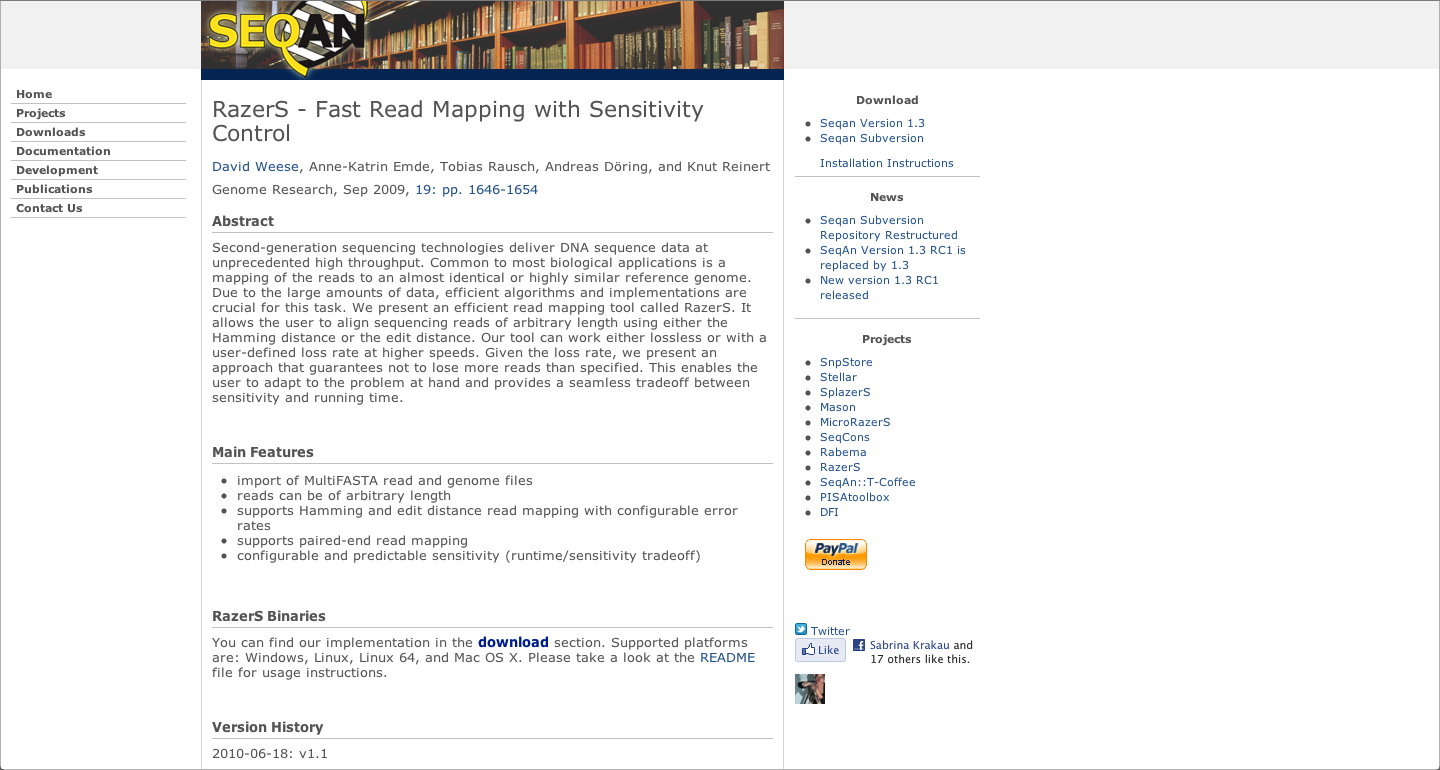 SEQAN
Home
Projects
Downloads
Documentation
Development
Publications
Contact Us
RazerS - Fast Read Mapping with Sensitivity
Control
David Weese, Anne-Katrin Emde, Tobias Rausch, Andreas Döring, and Knut Reinert
Genome Research, Sep 2009, 19: pp. 1646-1654
Abstract
Second-generation sequencing technologies deliver DNA sequence data at
unprecedented high throughput. Common to most biological applications is a
mapping of the reads to an almost identical or highly similar reference genome.
Due to the large amounts of data, efficient algorithms and implementations are
crucial for this task. We present an efficient read mapping tool called RazerS. It
allows the user to align sequencing reads of arbitrary length using either the
Hamming distance or the edit distance. Our tool can work either lossless or with a
user-defined loss rate at higher speeds. Given the loss rate, we present an
approach that guarantees not to lose more reads than specified. This enables the
user to adapt to the problem at hand and provides a seamless tradeoff between
sensitivity and running time.
Main Features
import of MultiFASTA read and genome files
reads can be of arbitrary length
supports Hamming and edit distance read mapping with configurable error
rates
supports paired-end read mapping
configurable and predictable sensitivity (runtime/sensitivity tradeoff)
RazerS Binaries
You can find our implementation in the download section. Supported platforms
are: Windows, Linux, Linux 64, and Mac OS X. Please take a look at the README
file for usage instructions.
Version History
2010-06-18: v1.1
Download
Seqan Version 1.3
Seqan Subversion
Installation Instructions
News
Seqan Subversion
Repository Restructured
SeqAn Version 1.3 RC1 is
replaced by 1.3
New version 1.3 RC1
released
Projects
SnpStore
Stellar
SplazerS
Mason
MicroRazerS
SeqCons
Rabema
RazerS
SeqAn::T-Coffee
PISAtoolbox
DFI
PayPal
Donate
Twitter
Like
Sabrina Krakau and
17 others like this.